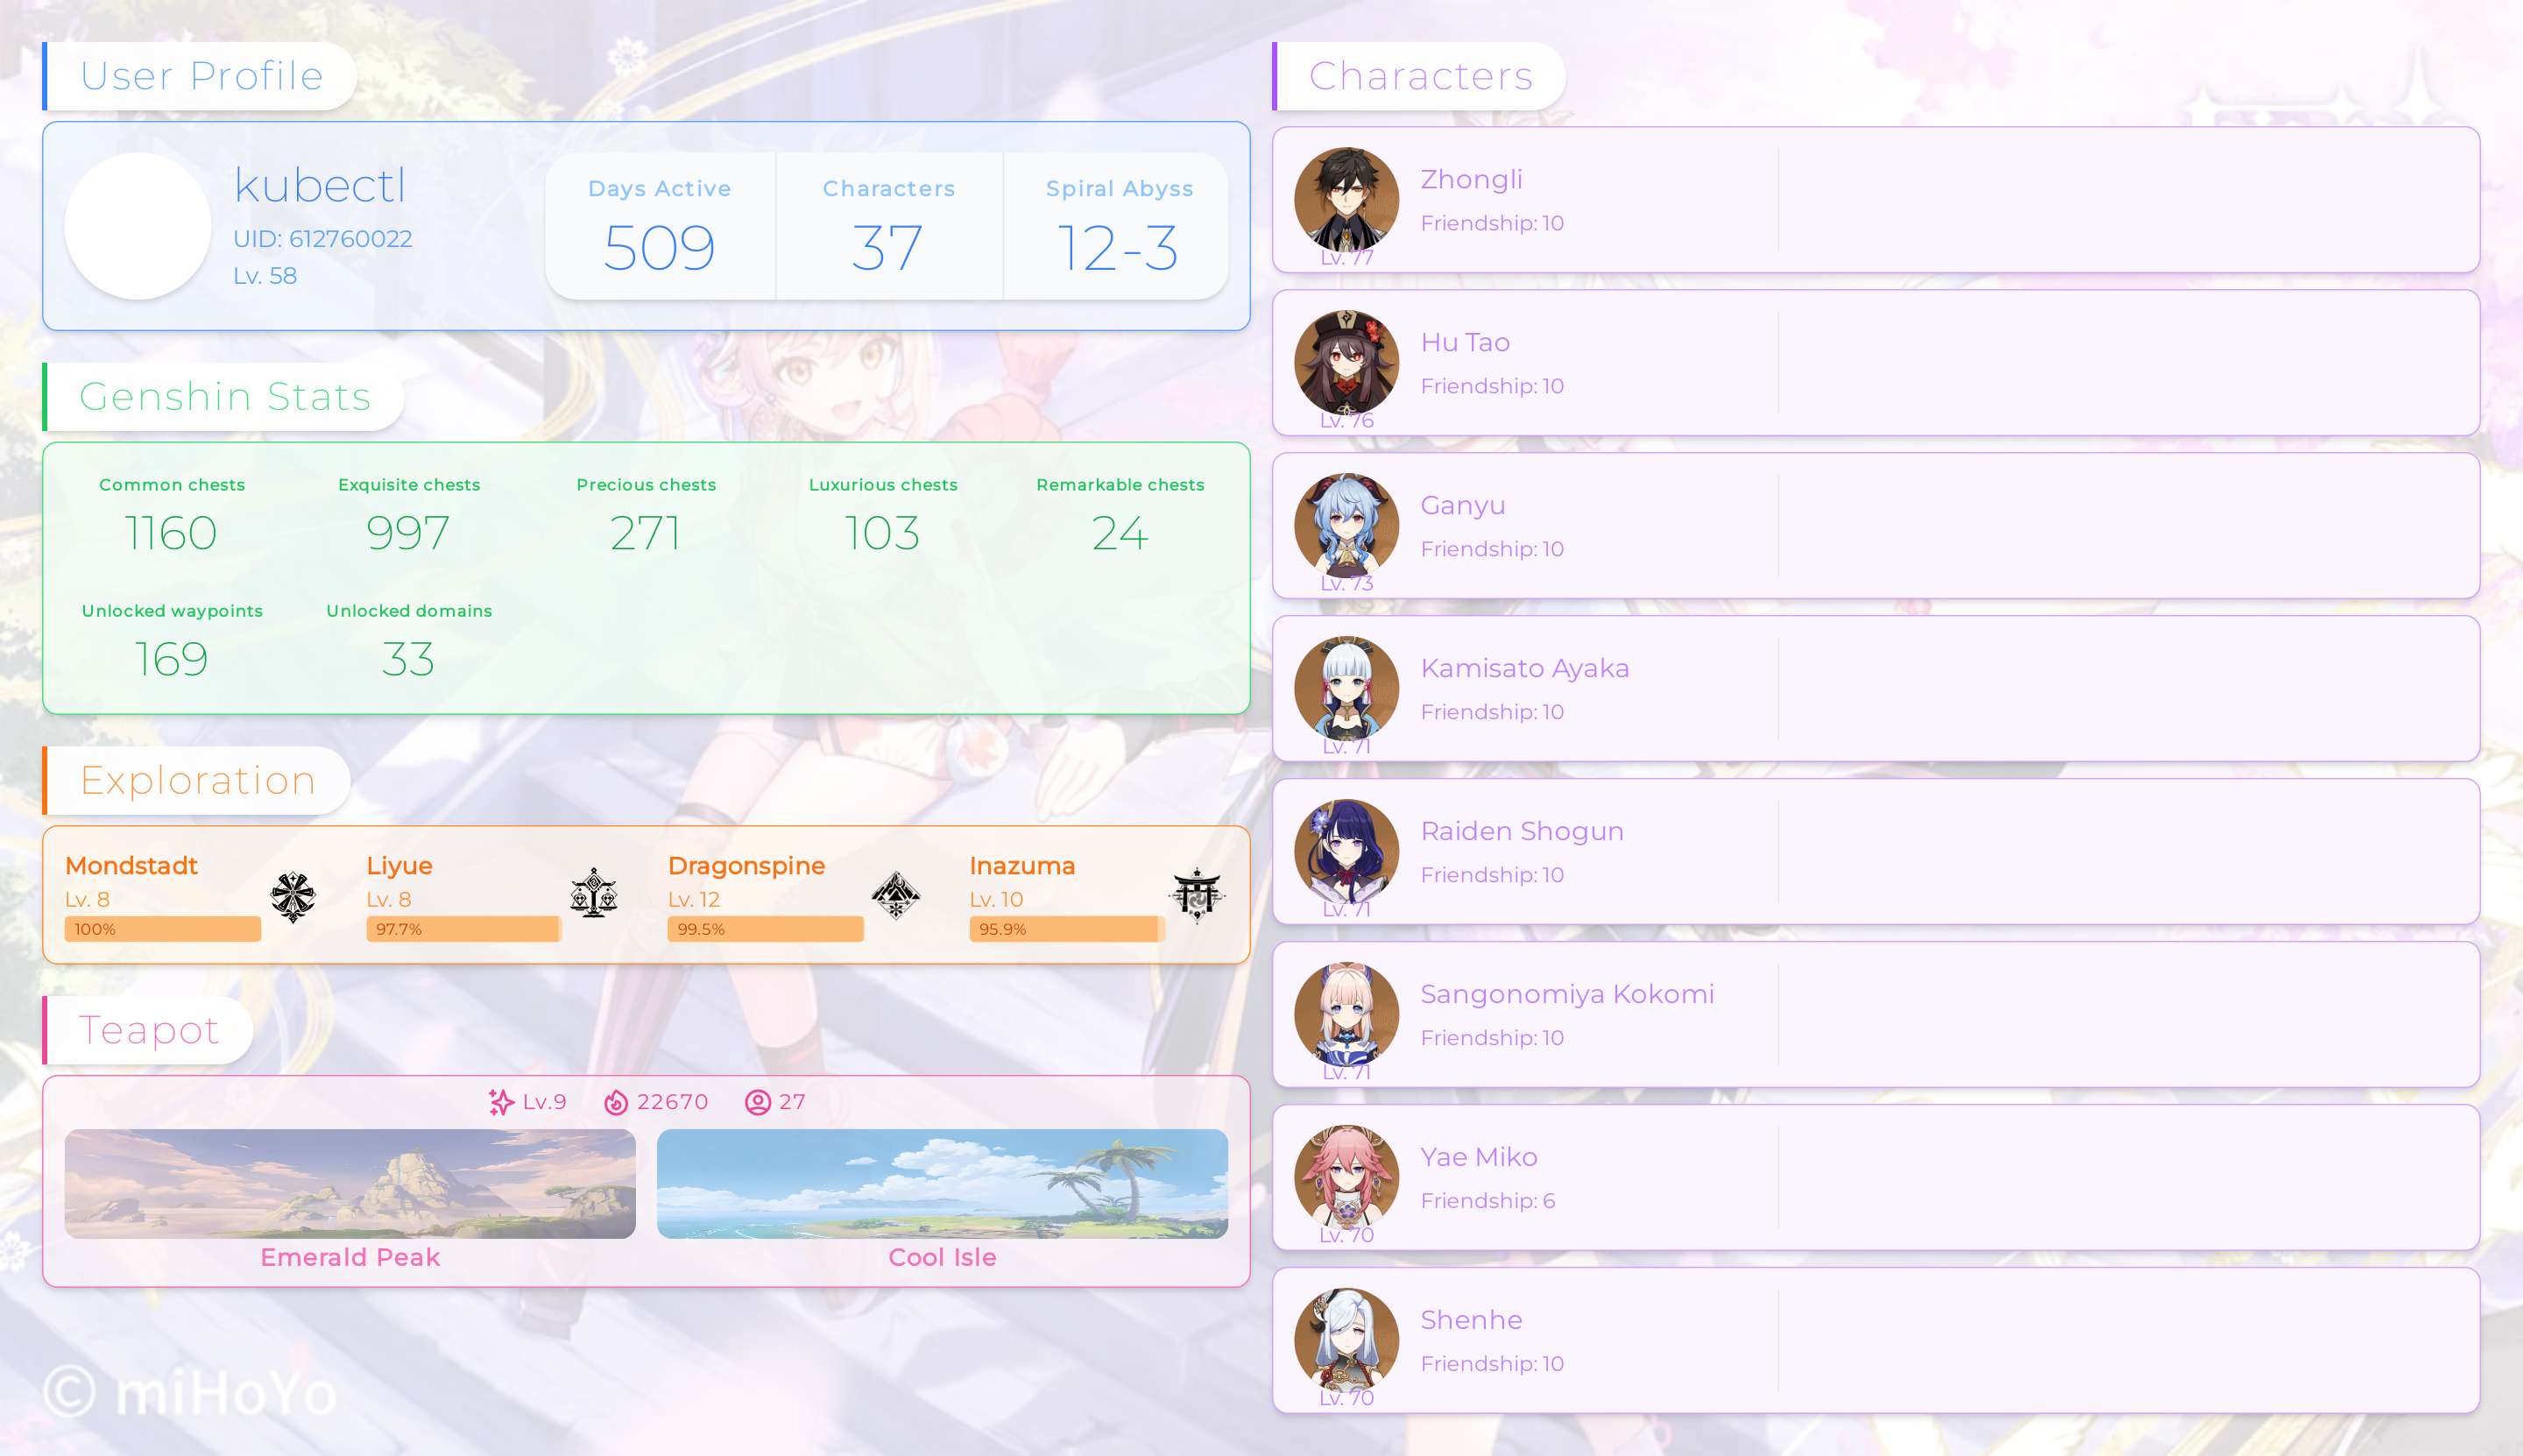 User Profile
kubectl
UID: 612760022
Lv. 58
Days Active
509
Characters
37
Spiral Abyss
12-3
Genshin Stats
Common chests
1160
Exquisite chests
997
Precious chests
271
Luxurious chests
103
Remarkable chests
24
Unlocked waypoints
169
Unlocked domains
33
Exploration
Mondstadt
Lv. 8
100%
Liyue
Lv. 8
97.7%
Dragonspine
Lv. 12
99.5%
Inazuma
Lv. 10
95.9%
Teapot
Lv.9
22670
27
Emerald Peak
Cool Isle
© miHoYo
Characters
Zhongli
Friendship: 10
Lv. 77
Hu Tao
Friendship: 10
Lv. 76
Ganyu
Friendship: 10
Lv. 73
Kamisato Ayaka
Friendship: 10
Lv. 71
Raiden Shogun
Friendship: 10
Lv. 71
Sangonomiya Kokomi
Friendship: 10
Lv. 71
Yae Miko
Friendship: 6
Lv. 70
Shenhe
Friendship: 10
Lv. 70